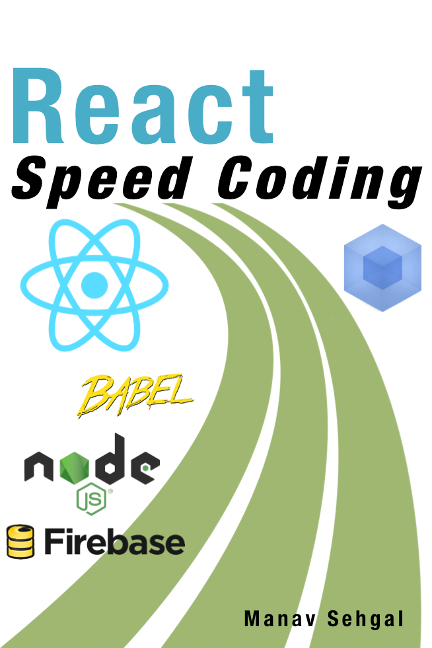 React
Speed Coding
BABEL
node
JS
Firebase
Manav Sehgal